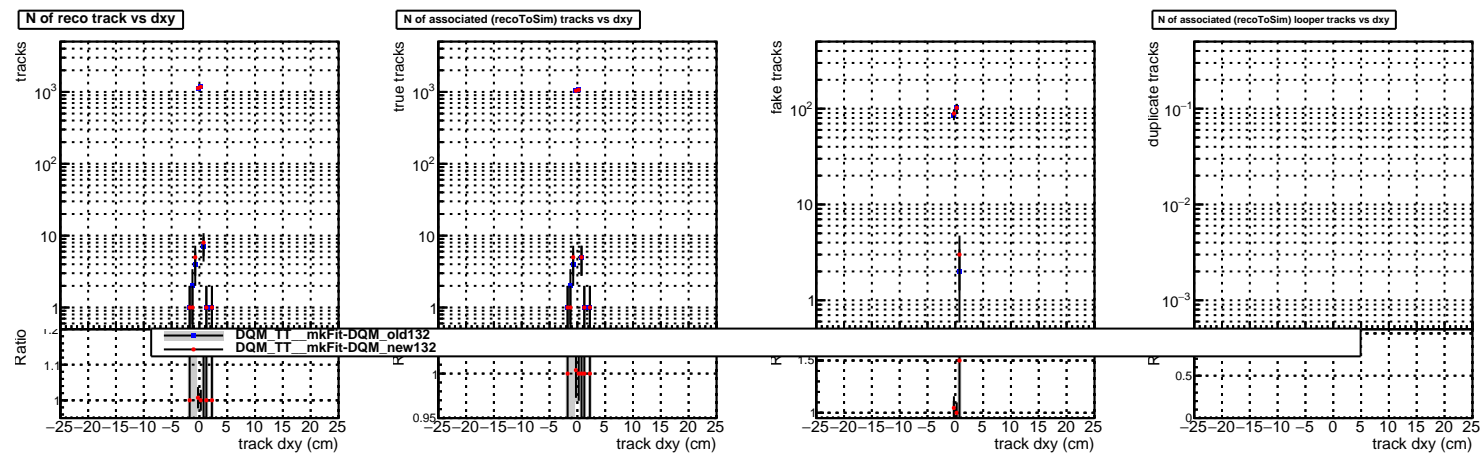 N of reco track vs dxy
tracks
10³
10²
10
1
Ratio
1.2
1.1
1
−25−20−15−10−5 0 5 10 15 20 25
track dxy (cm)
N of associated (recoToSim) tracks vs dxy
true tracks
10³
10²
10
1
1
0.95
−25−20−15−10−5 0 5 10 15 20 25
track dxy (cm)
fake tracks
10²
10
1
1.5
1
−25−20−15−10−5 0 5 10 15 20 25
track dxy (cm)
N of associated (recoToSim) looper tracks vs dxy
duplicate tracks
10⁻¹
10⁻²
10⁻³
0.5
0
−25−20−15−10−5 0 5 10 15 20 25
track dxy (cm)
DQM_TT__mkFit-DQM_old132
DQM_TT__mkFit-DQM_new132